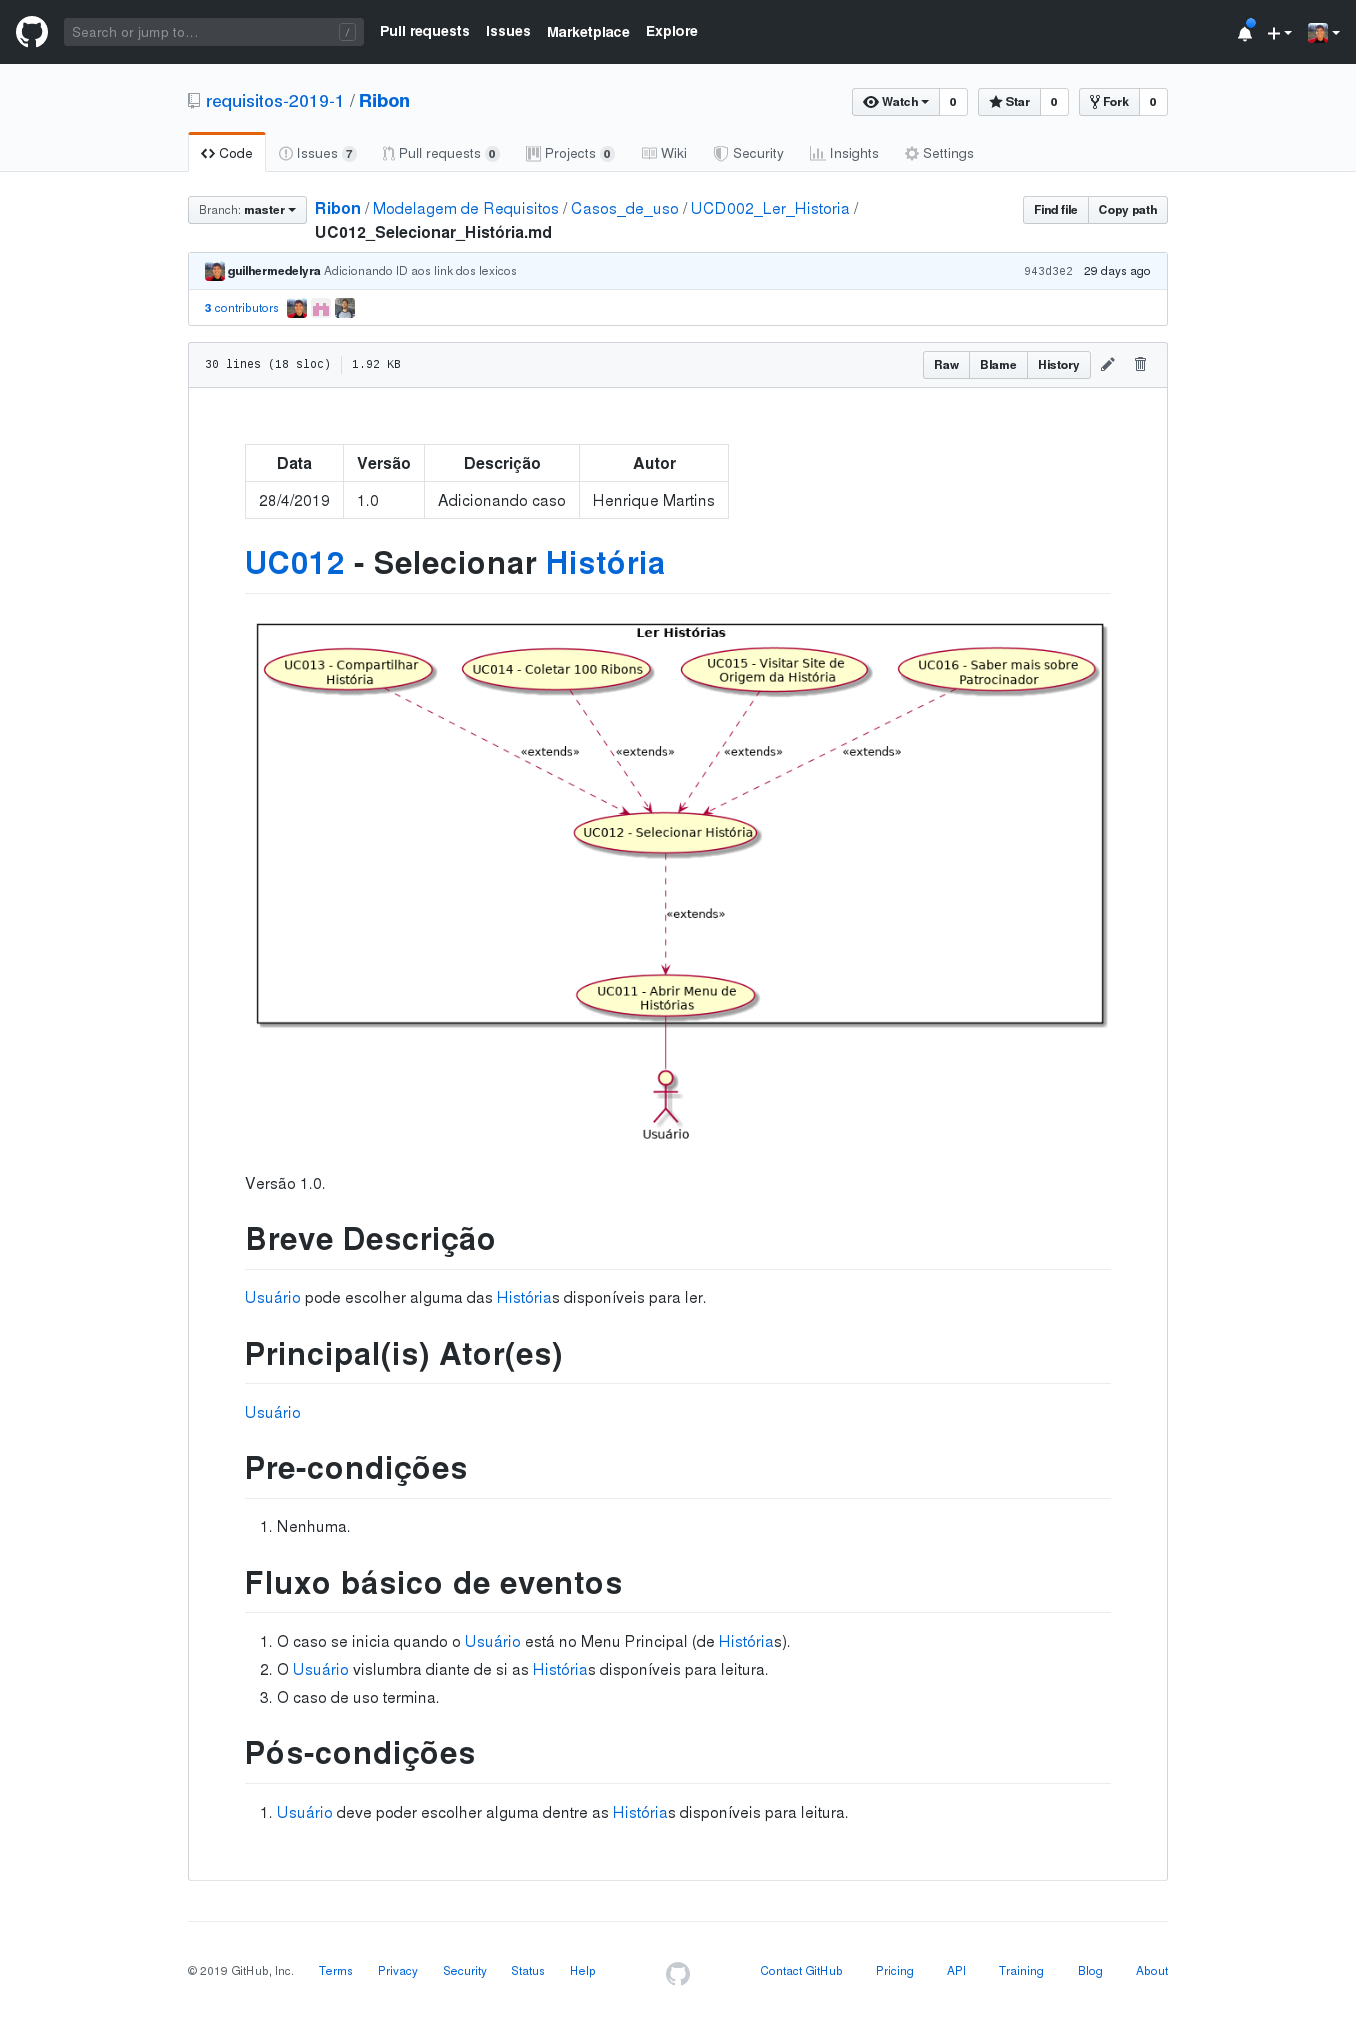 Search or jump to…
/
Pull requests Issues Marketplace Explore
requisitos-2019-1 / Ribon
Watch 0 Star 0 Fork 0
Code Issues 7 Pull requests 0 Projects 0 Wiki Security Insights Settings
Branch: master Ribon / Modelagem de Requisitos / Casos_de_uso / UCD002_Ler_Historia / Find file Copy path
UC012_Selecionar_História.md
guilhermedelyra Adicionando ID aos link dos lexicos 943d3e2 29 days ago
3 contributors
30 lines (18 sloc) 1.92 KB Raw Blame History
Data Versão Descrição Autor
28/4/2019 1.0 Adicionando caso Henrique Martins
UC012 - Selecionar História
Ler Histórias
UC013 - Compartilhar
História
UC014 - Coletar 100 Ribons
UC015 - Visitar Site de
Origem da História
UC016 - Saber mais sobre
Patrocinador
«extends» «extends» «extends» «extends»
UC012 - Selecionar História
«extends»
UC011 - Abrir Menu de
Histórias
Usuário
Versão 1.0.
Breve Descrição
Usuário pode escolher alguma das Histórias disponíveis para ler.
Principal(is) Ator(es)
Usuário
Pre-condições
1. Nenhuma.
Fluxo básico de eventos
1. O caso se inicia quando o Usuário está no Menu Principal (de Histórias).
2. O Usuário vislumbra diante de si as Histórias disponíveis para leitura.
3. O caso de uso termina.
Pós-condições
1. Usuário deve poder escolher alguma dentre as Histórias disponíveis para leitura.
© 2019 GitHub, Inc. Terms Privacy Security Status Help Contact GitHub Pricing API Training Blog About